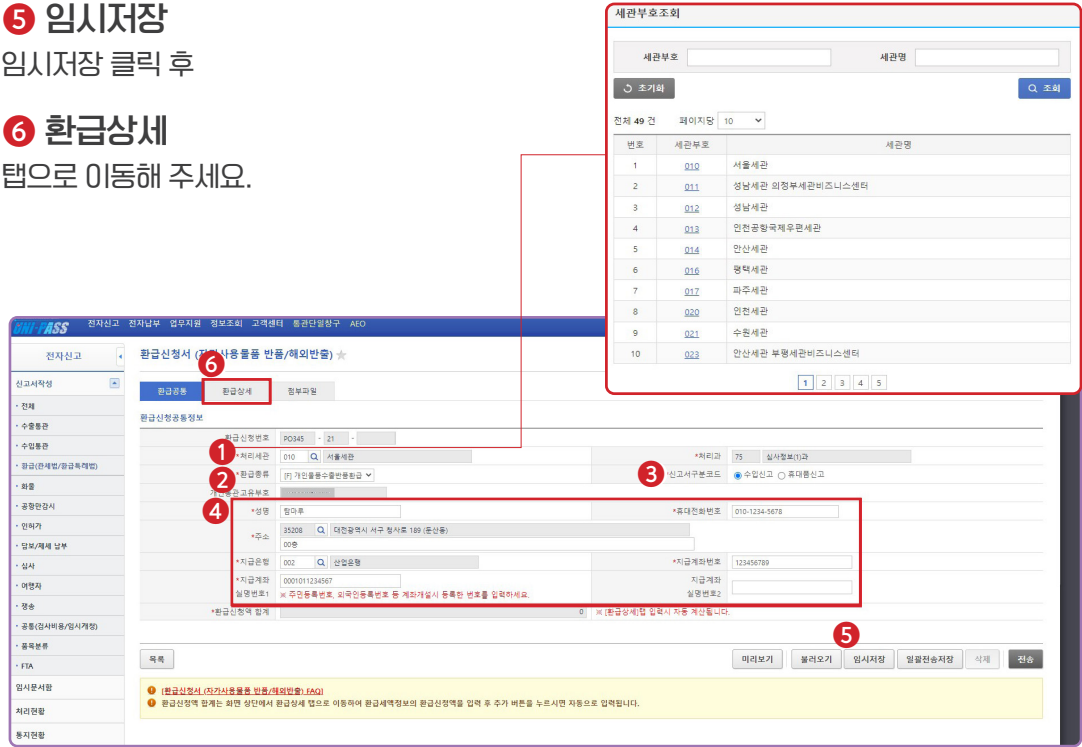 5 임시저장
임시저장 클릭 후
6 환급상세
탭으로 이동해 주세요.
세관부호조회
세관부호 세관명
초기화 조회
전체 49 건 페이지당 10
번호 세관부호 세관명
1 010 서울세관
2 011 성남세관 의정부세관비즈니스센터
3 012 성남세관
4 013 인천공항국제우편세관
5 014 안산세관
6 016 평택세관
7 017 파주세관
8 020 인천세관
9 021 수원세관
10 023 안산세관 부평세관비즈니스센터
1 2 3 4 5
UNI-PASS 전자신고 전자납부 업무지원 정보조회 고객센터 통관단일창구 AEO
전자신고
신고서작성
· 전체
· 수출통관
· 수입통관
· 환급(관세법/환급특례법)
· 화물
· 공항만감시
· 인허가
· 담보/제세 납부
· 심사
· 여행자
· 쟁송
· 공통(검사비용/임시개청)
· 품목분류
· FTA
임시문서함
처리현황
통지현황
환급신청서 (자가사용물품 반품/해외반출)
6
환급공통 환급상세 첨부파일
환급신청공통정보
환급신청번호 PO345 - 21 -
1 *처리세관 010 서울세관 *처리과 75 심사정보(1)과
2 *환급종류 [F] 개인물품수출반품환급 3 *신고서구분코드 수입신고 휴대품신고
개인통관고유부호
4 *성명 탐마루 *휴대전화번호 010-1234-5678
*주소 35208 대전광역시 서구 청사로 189 (둔산동)
00층
*지급은행 002 산업은행 *지급계좌번호 123456789
*지급계좌 실명번호1 0001011234567 지급계좌 실명번호2
※ 주민등록번호, 외국인등록번호 등 계좌개설시 등록한 번호를 입력하세요.
*환급신청액 합계 0 ※ [환급상세]탭 입력시 자동 계산됩니다.
5
목록 미리보기 불러오기 임시저장 일괄전송저장 삭제 전송
[환급신청서 (자가사용물품 반품/해외반출) FAQ]
환급신청액 합계는 화면 상단에서 환급상세 탭으로 이동하여 환급세액정보의 환급신청액을 입력 후 추가 버튼을 누르시면 자동으로 입력됩니다.